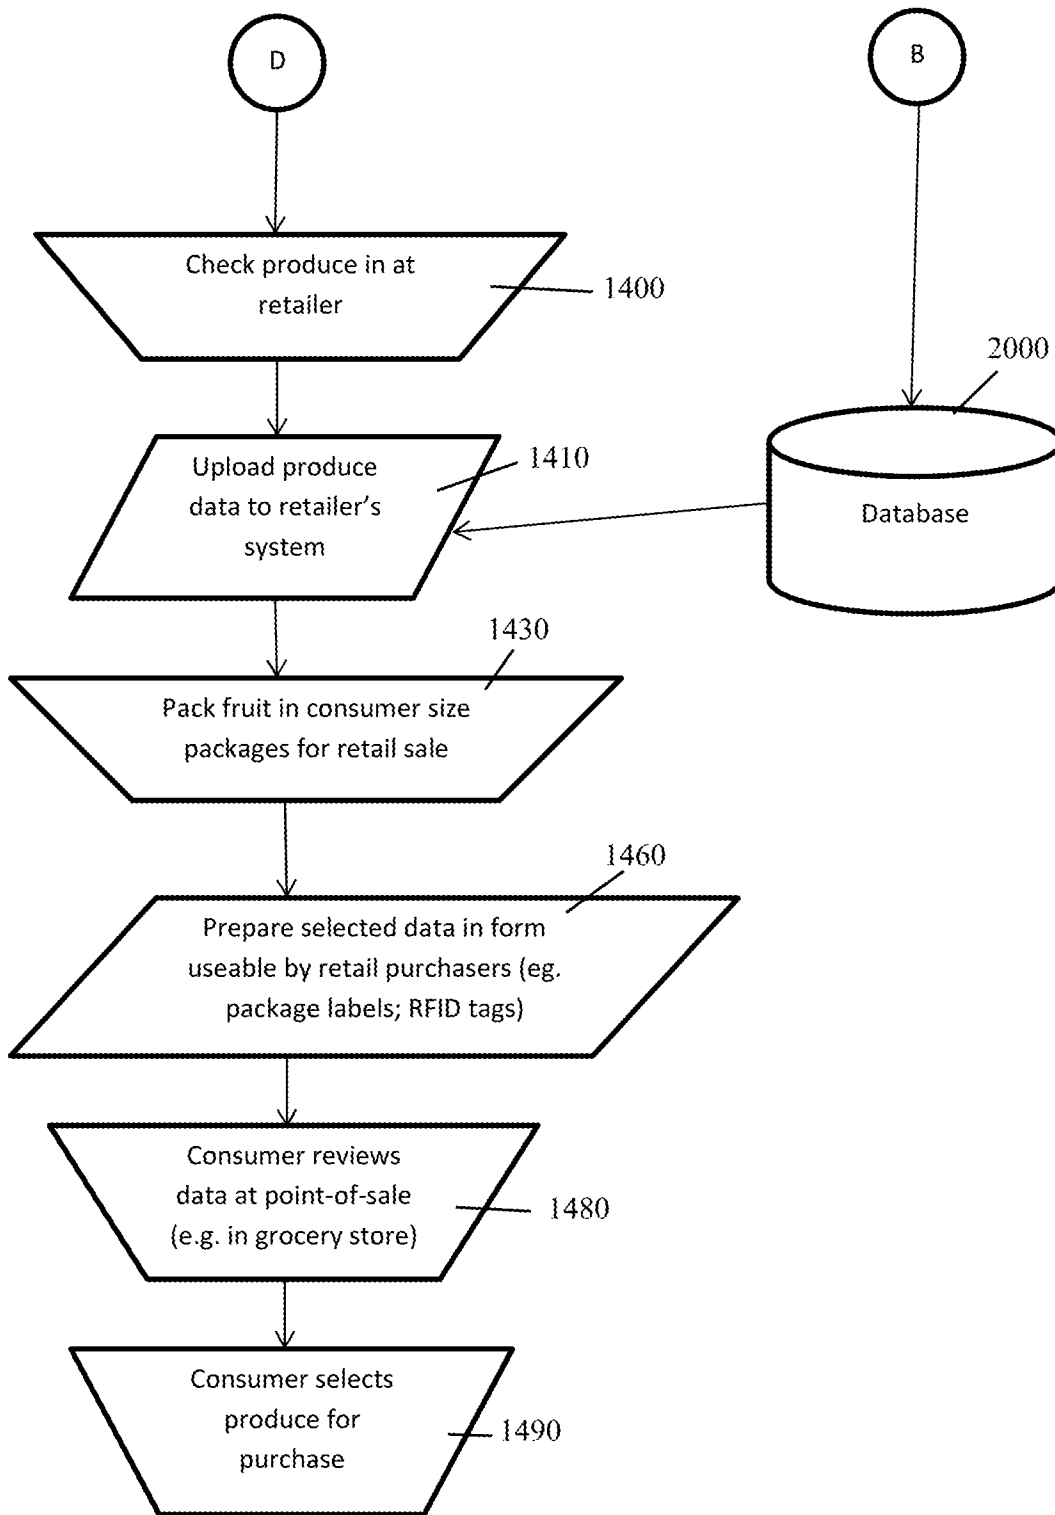 D
B
Check produce in at
retailer
1400
2000
Upload produce
data to retailer's
system
1410
Database
1430
Pack fruit in consumer size
packages for retail sale
1460
Prepare selected data in form
useable by retail purchasers (eg.
package labels; RFID tags)
Consumer reviews
data at point-of-sale
(e.g. in grocery store)
1480
Consumer selects
produce for
purchase
1490